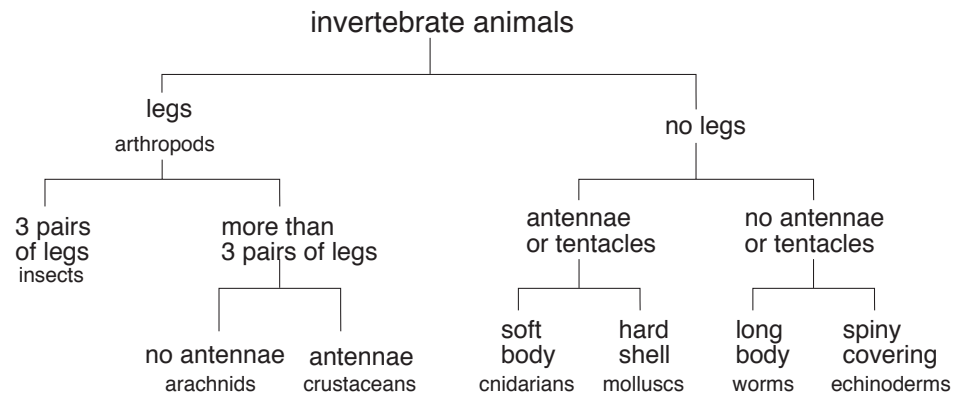 invertebrate animals
legs
arthropods
no legs
3 pairs
of legs
insects
more than
3 pairs of legs
antennae
or tentacles
no antennae
or tentacles
no antennae
arachnids
antennae
crustaceans
soft
body
cnidarians
hard
shell
molluscs
long
body
worms
spiny
covering
echinoderms